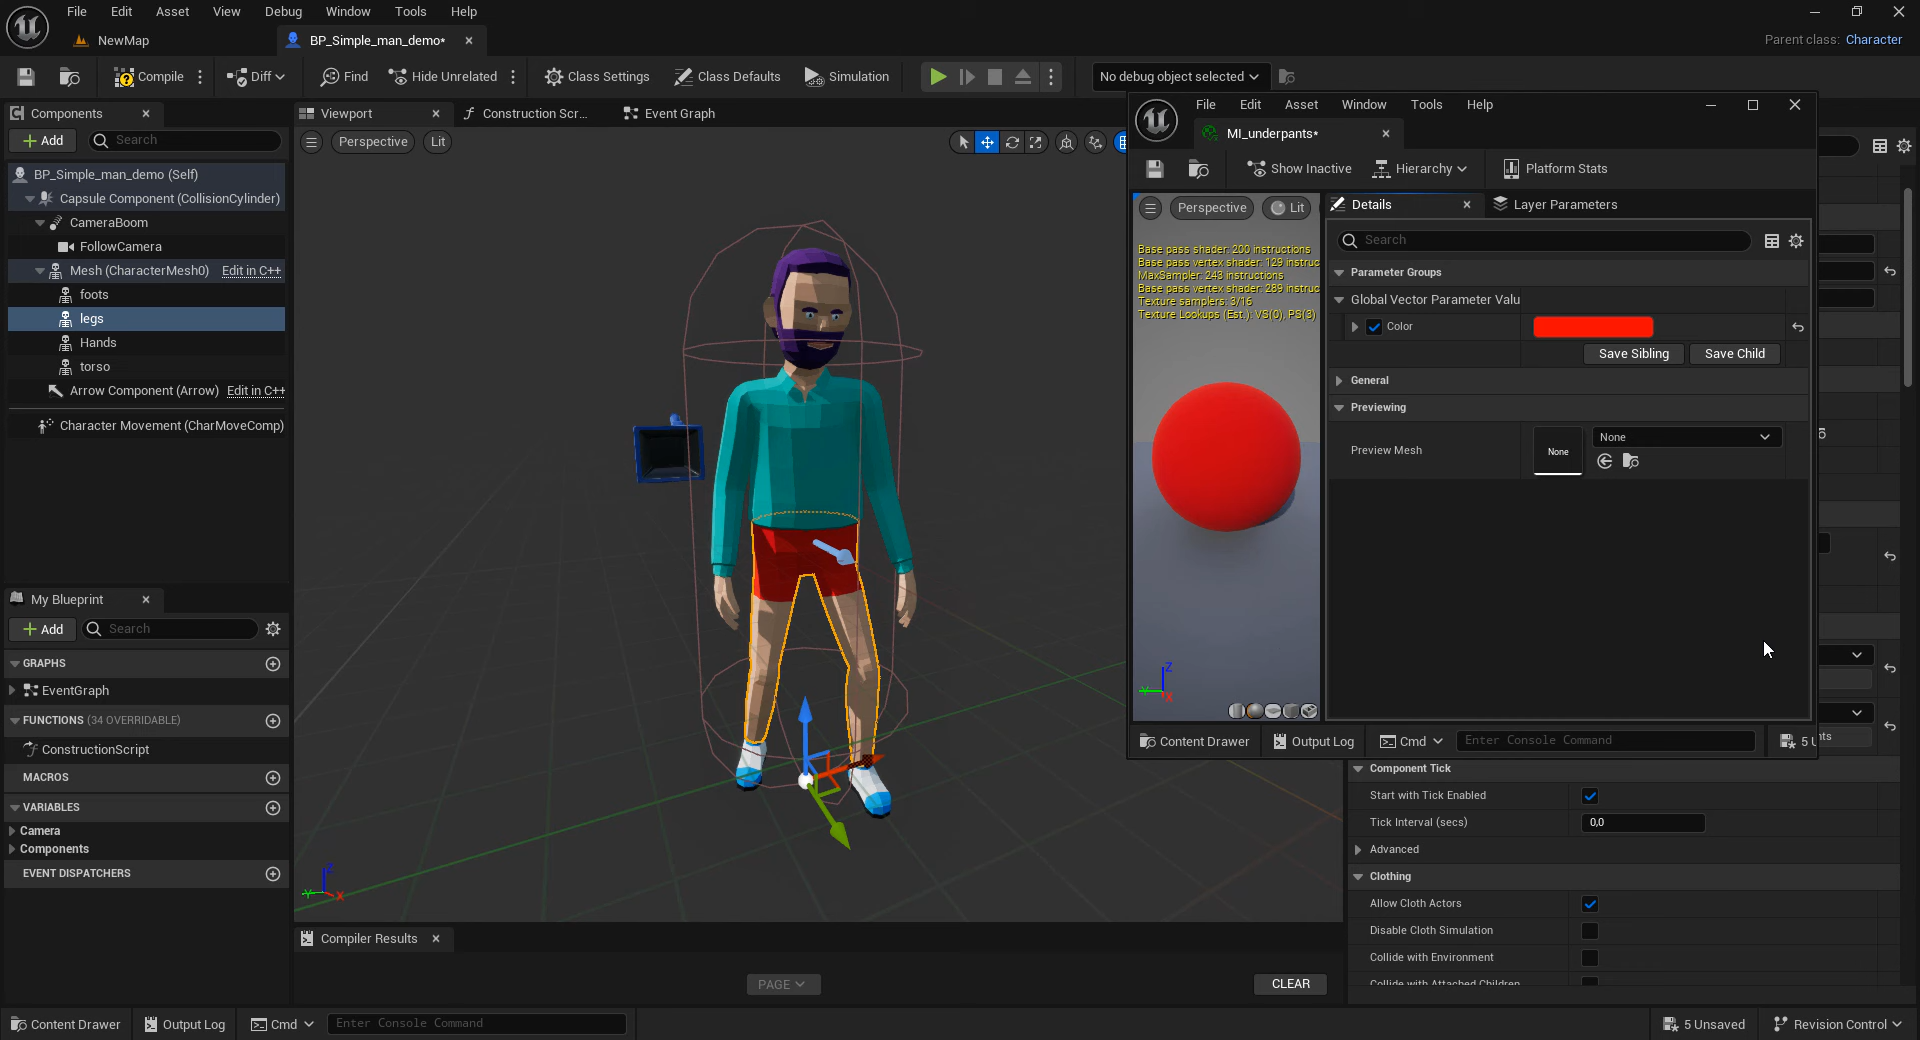 File Edit Asset View Debug Window Tools Help
NewMap
BP_Simple_man_demo*
Parent class: Character
Compile
Diff
Find
Hide Unrelated
Class Settings
Class Defaults
Simulation
No debug object selected
Components
Add
Search
BP_Simple_man_demo (Self)
Capsule Component (CollisionCylinder)
CameraBoom
FollowCamera
Mesh (CharacterMesh0) Edit in C++
foots
legs
Hands
torso
Arrow Component (Arrow) Edit in C++
Character Movement (CharMoveComp)
My Blueprint
Add
Search
GRAPHS
EventGraph
FUNCTIONS (34 OVERRIDABLE)
ConstructionScript
MACROS
VARIABLES
Camera
Components
EVENT DISPATCHERS
Viewport
Construction Scr...
Event Graph
Perspective
Lit
Z
Y
X
Compiler Results
PAGE
CLEAR
File Edit Asset Window Tools Help
MI_underpants*
Show Inactive
Hierarchy
Platform Stats
Perspective
Lit
Base pass shader: 200 instructions
Base pass vertex shader: 129 instruc
MaxSampler: 243 instructions
Base pass vertex shader: 289 instruc
Texture samplers: 3/16
Texture Lookups (Est.): VS(0), PS(3)
Z
Y
X
Details
Layer Parameters
Search
Parameter Groups
Global Vector Parameter Valu
Color
Save Sibling
Save Child
General
Previewing
Preview Mesh
None
None
Content Drawer
Output Log
Cmd
Enter Console Command
5 U
nts
Component Tick
Start with Tick Enabled
Tick Interval (secs)
0,0
Advanced
Clothing
Allow Cloth Actors
Disable Cloth Simulation
Collide with Environment
Collide with Attached Children
Content Drawer
Output Log
Cmd
Enter Console Command
5 Unsaved
Revision Control